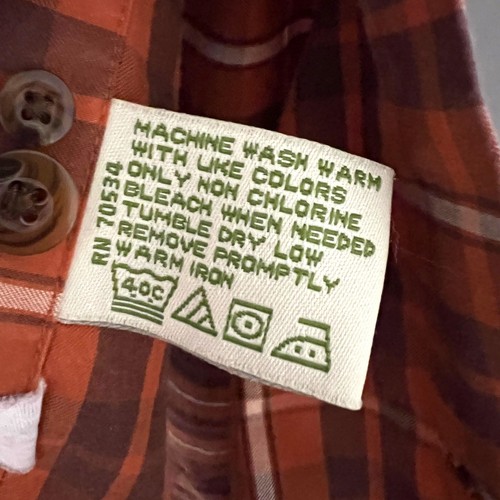 MACHINE WASH WARM
WITH LIKE COLORS
ONLY NON CHLORINE
BLEACH WHEN NEEDED
TUMBLE DRY LOW
REMOVE PROMPTLY
WARM IRON
RN 70534
40C